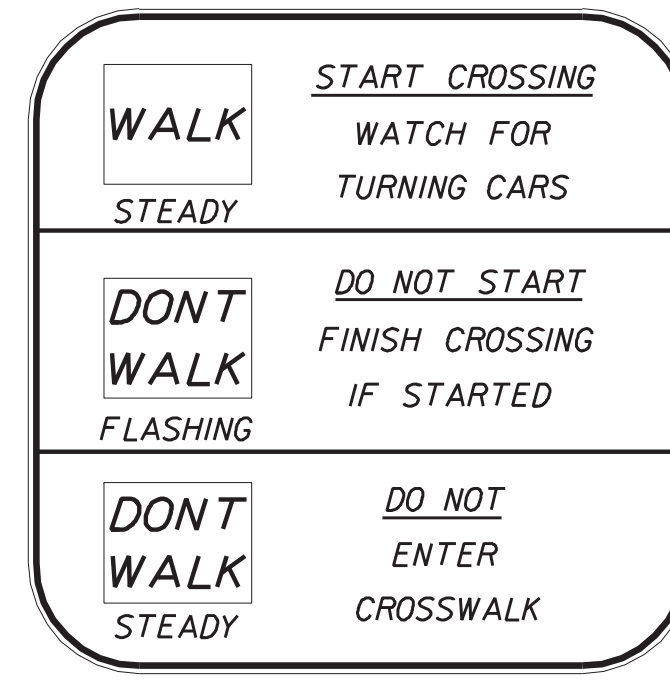 WALK
STEADY
START CROSSING
WATCH FOR
TURNING CARS
DONT
WALK
FLASHING
DO NOT START
FINISH CROSSING
IF STARTED
DONT
WALK
STEADY
DO NOT
ENTER
CROSSWALK